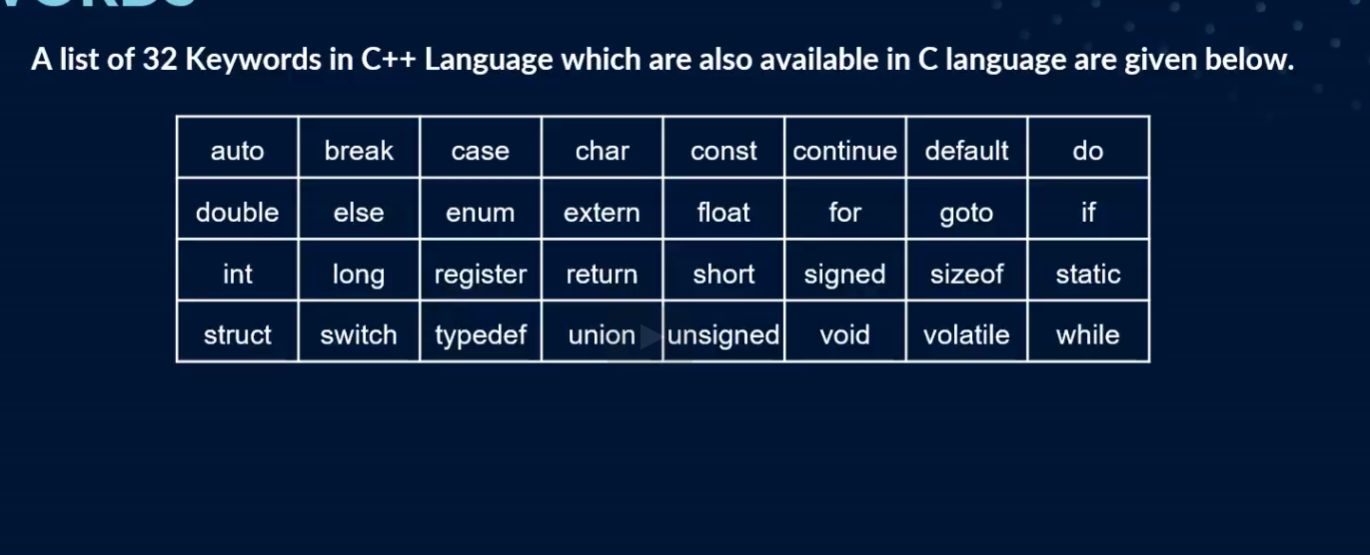 A list of 32 Keywords in C++ Language which are also available in C language are given below.
auto break case char const continue default do
double else enum extern float for goto if
int long register return short signed sizeof static
struct switch typedef union unsigned void volatile while